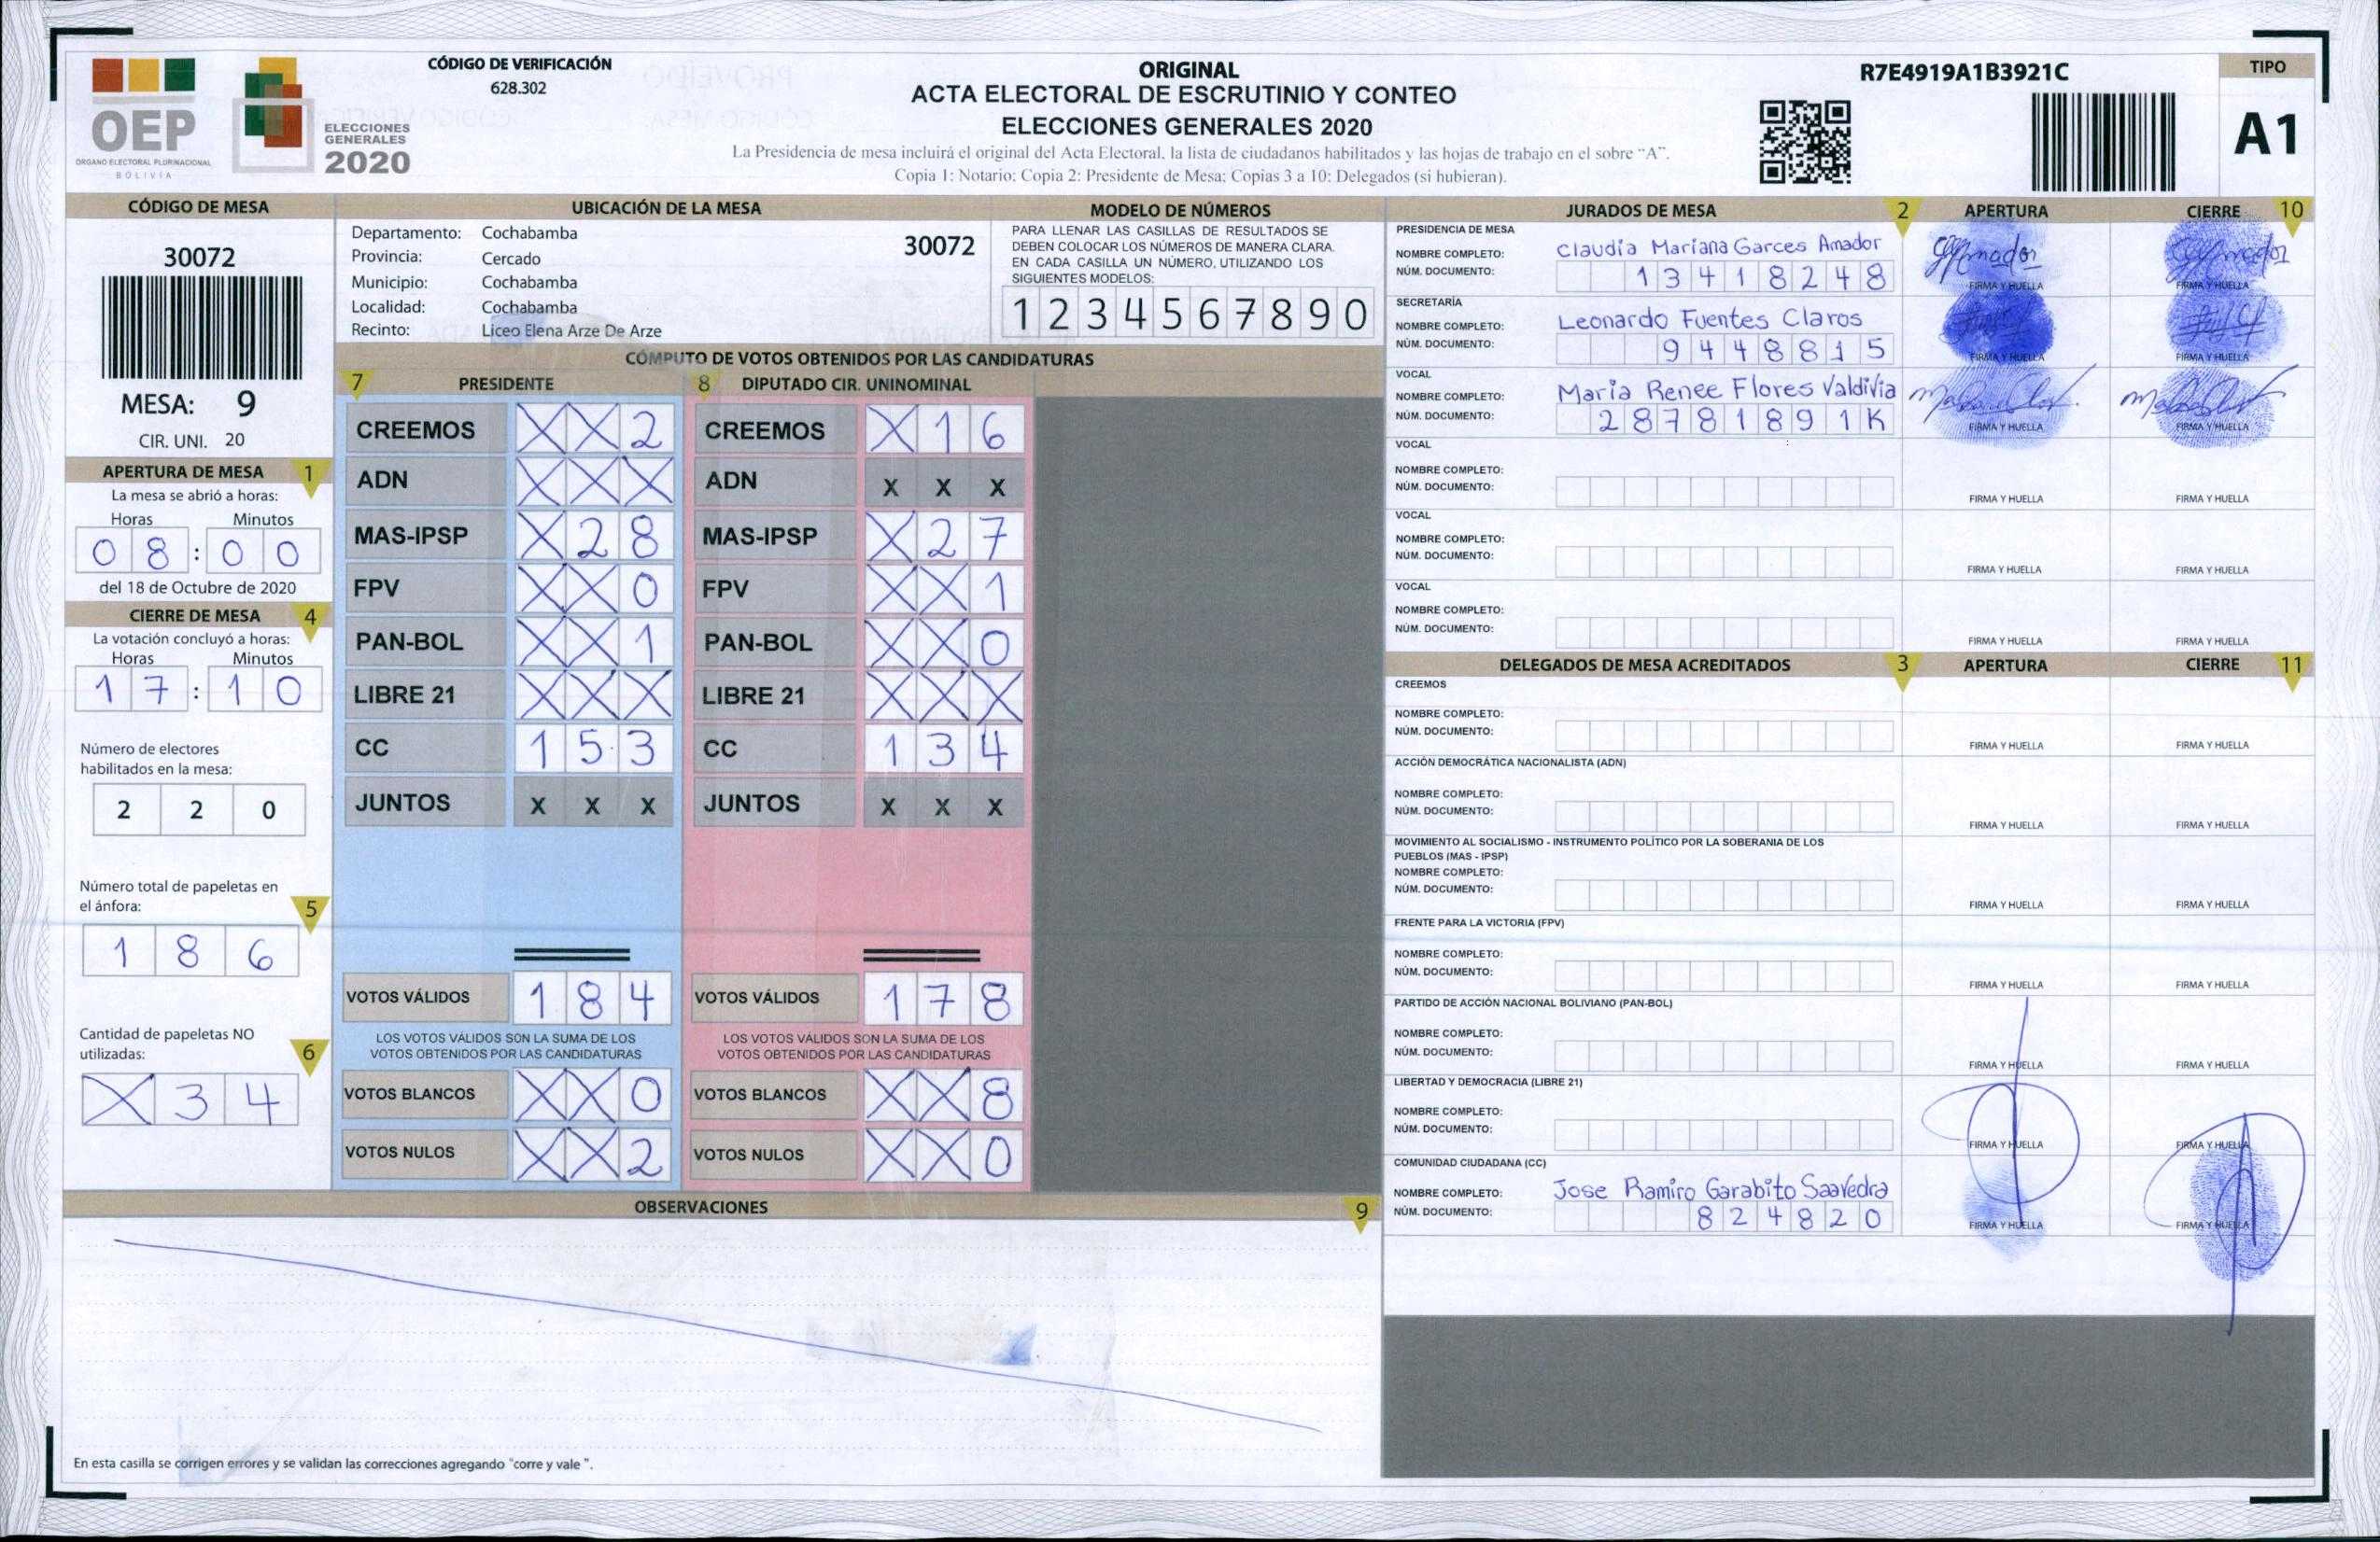 OEP
ÓRGANO ELECTORAL PLURINACIONAL
BOLIVIA
ELECCIONES
GENERALES
2020
CÓDIGO DE VERIFICACIÓN
628.302
ORIGINAL
ACTA ELECTORAL DE ESCRUTINIO Y CONTEO
ELECCIONES GENERALES 2020
La Presidencia de mesa incluirá el original del Acta Electoral, la lista de ciudadanos habilitados y las hojas de trabajo en el sobre "A".
Copia 1: Notario; Copia 2: Presidente de Mesa; Copias 3 a 10: Delegados (si hubieran).
R7E4919A1B3921C
TIPO
A1
CÓDIGO DE MESA
30072
MESA: 9
CIR. UNI. 20
APERTURA DE MESA 1
La mesa se abrió a horas:
Horas Minutos
0 8 : 0 0
del 18 de Octubre de 2020
CIERRE DE MESA 4
La votación concluyó a horas:
Horas Minutos
1 7 : 1 0
Número de electores
habilitados en la mesa:
2 2 0
Número total de papeletas en
el ánfora: 5
1 8 6
Cantidad de papeletas NO
utilizadas: 6
X 3 4
UBICACIÓN DE LA MESA
Departamento: Cochabamba
Provincia: Cercado
Municipio: Cochabamba
Localidad: Cochabamba
Recinto: Liceo Elena Arze De Arze
30072
MODELO DE NÚMEROS
PARA LLENAR LAS CASILLAS DE RESULTADOS SE
DEBEN COLOCAR LOS NÚMEROS DE MANERA CLARA.
EN CADA CASILLA UN NÚMERO, UTILIZANDO LOS
SIGUIENTES MODELOS:
1 2 3 4 5 6 7 8 9 0
CÓMPUTO DE VOTOS OBTENIDOS POR LAS CANDIDATURAS
7 PRESIDENTE 8 DIPUTADO CIR. UNINOMINAL
CREEMOS X X 2 CREEMOS X 1 6
ADN X X X ADN X X X
MAS-IPSP X 2 8 MAS-IPSP X 2 7
FPV X X 0 FPV X X 1
PAN-BOL X X 1 PAN-BOL X X 0
LIBRE 21 X X X LIBRE 21 X X X
CC 1 5 3 CC 1 3 4
JUNTOS X X X JUNTOS X X X
VOTOS VÁLIDOS 1 8 4 VOTOS VÁLIDOS 1 7 8
LOS VOTOS VÁLIDOS SON LA SUMA DE LOS LOS VOTOS VÁLIDOS SON LA SUMA DE LOS
VOTOS OBTENIDOS POR LAS CANDIDATURAS VOTOS OBTENIDOS POR LAS CANDIDATURAS
VOTOS BLANCOS X X 0 VOTOS BLANCOS X X 8
VOTOS NULOS X X 2 VOTOS NULOS X X 0
OBSERVACIONES 9
En esta casilla se corrigen errores y se validan las correcciones agregando "corre y vale".
JURADOS DE MESA 2 APERTURA CIERRE 10
PRESIDENCIA DE MESA
NOMBRE COMPLETO: Claudia Mariana Garces Amador
NÚM. DOCUMENTO: 1 3 4 1 8 2 4 8
FIRMA Y HUELLA FIRMA Y HUELLA
SECRETARÍA
NOMBRE COMPLETO: Leonardo Fuentes Claros
NÚM. DOCUMENTO: 9 4 4 8 8 1 5
FIRMA Y HUELLA FIRMA Y HUELLA
VOCAL
NOMBRE COMPLETO: Maria Renee Flores Valdivia
NÚM. DOCUMENTO: 2 8 7 8 1 8 9 1 K
FIRMA Y HUELLA FIRMA Y HUELLA
VOCAL
NOMBRE COMPLETO:
NÚM. DOCUMENTO:
FIRMA Y HUELLA FIRMA Y HUELLA
VOCAL
NOMBRE COMPLETO:
NÚM. DOCUMENTO:
FIRMA Y HUELLA FIRMA Y HUELLA
VOCAL
NOMBRE COMPLETO:
NÚM. DOCUMENTO:
FIRMA Y HUELLA FIRMA Y HUELLA
DELEGADOS DE MESA ACREDITADOS 3 APERTURA CIERRE 11
CREEMOS
NOMBRE COMPLETO:
NÚM. DOCUMENTO:
FIRMA Y HUELLA FIRMA Y HUELLA
ACCIÓN DEMOCRÁTICA NACIONALISTA (ADN)
NOMBRE COMPLETO:
NÚM. DOCUMENTO:
FIRMA Y HUELLA FIRMA Y HUELLA
MOVIMIENTO AL SOCIALISMO - INSTRUMENTO POLÍTICO POR LA SOBERANIA DE LOS
PUEBLOS (MAS - IPSP)
NOMBRE COMPLETO:
NÚM. DOCUMENTO:
FIRMA Y HUELLA FIRMA Y HUELLA
FRENTE PARA LA VICTORIA (FPV)
NOMBRE COMPLETO:
NÚM. DOCUMENTO:
FIRMA Y HUELLA FIRMA Y HUELLA
PARTIDO DE ACCIÓN NACIONAL BOLIVIANO (PAN-BOL)
NOMBRE COMPLETO:
NÚM. DOCUMENTO:
FIRMA Y HUELLA FIRMA Y HUELLA
LIBERTAD Y DEMOCRACIA (LIBRE 21)
NOMBRE COMPLETO:
NÚM. DOCUMENTO:
FIRMA Y HUELLA FIRMA Y HUELLA
COMUNIDAD CIUDADANA (CC)
NOMBRE COMPLETO: Jose Ramiro Garabito Saavedra
NÚM. DOCUMENTO: 8 2 4 8 2 0
FIRMA Y HUELLA FIRMA Y HUELLA